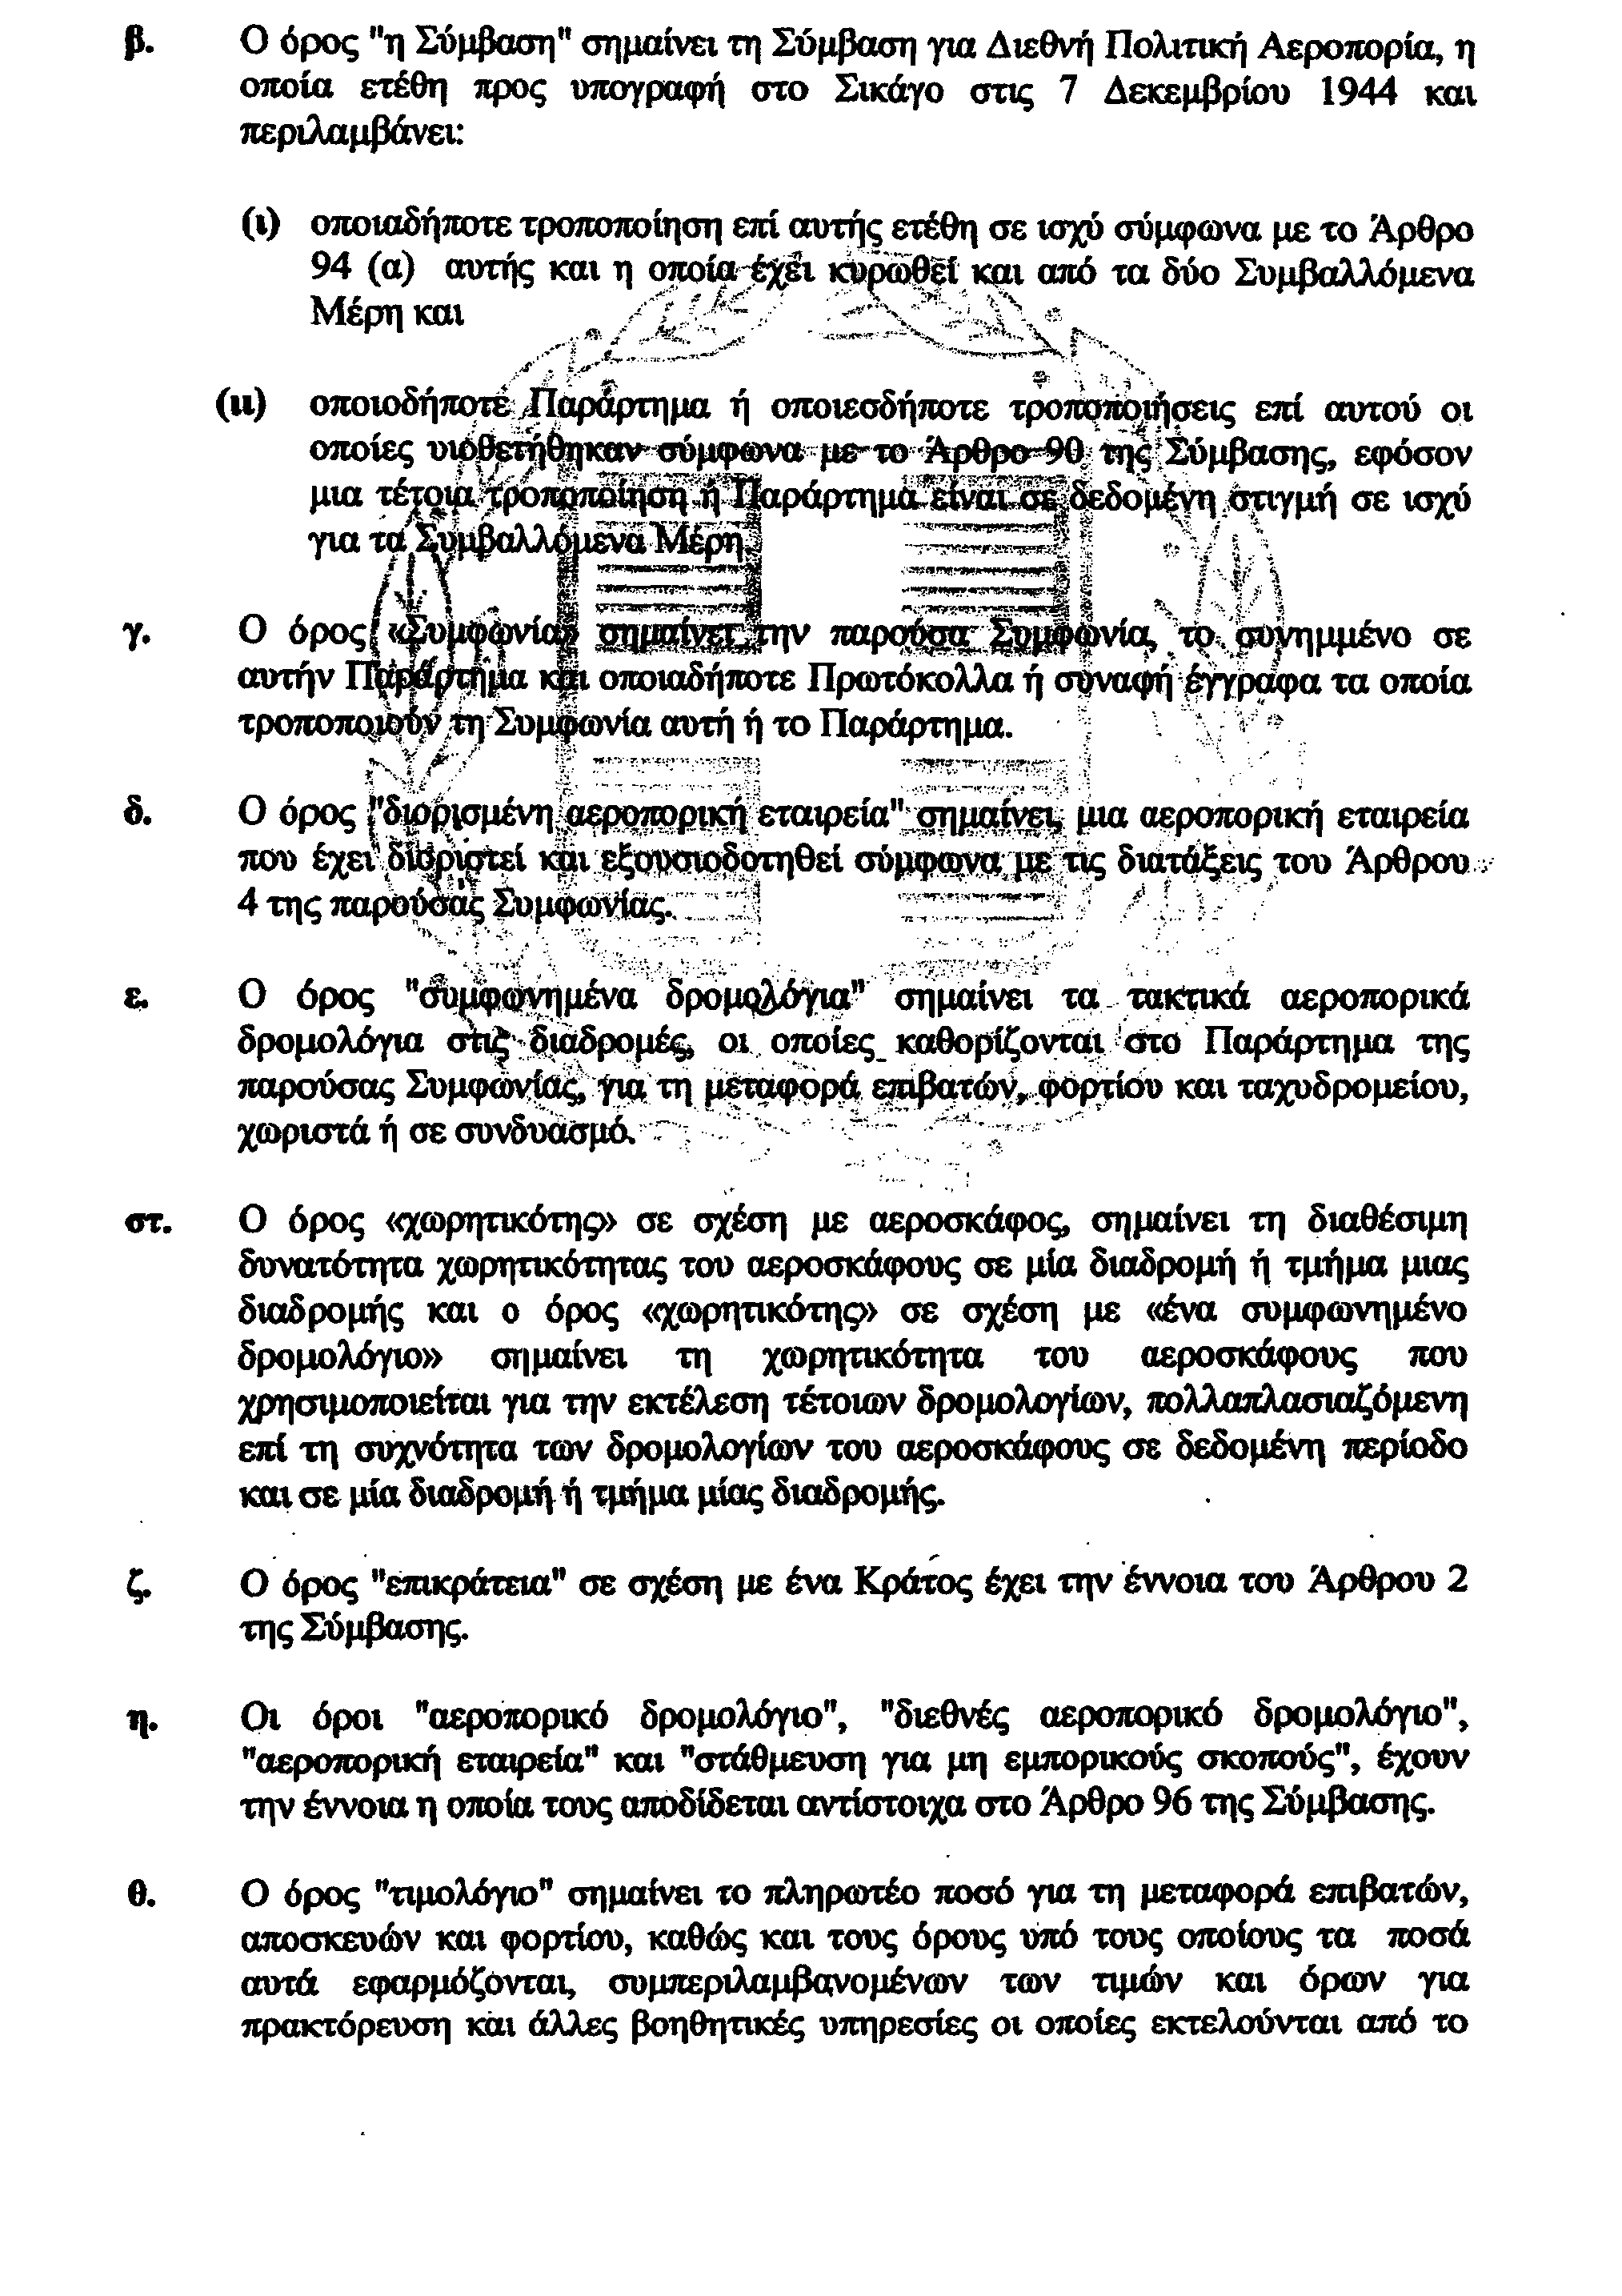 β. Ο όρος "η Σύμβαση" σημαίνει τη Σύμβαση για Διεθνή Πολιτική Αεροπορία, η
οποία ετέθη προς υπογραφή στο Σικάγο στις 7 Δεκεμβρίου 1944 και
περιλαμβάνει:
(ι) οποιαδήποτε τροποποίηση επί αυτής ετέθη σε ισχύ σύμφωνα με το Άρθρο
94 (α) αυτής και η οποία έχει κυρωθεί και από τα δύο Συμβαλλόμενα
Μέρη και
(ιι) οποιοδήποτε Παράρτημα ή οποιεσδήποτε τροποποιήσεις επί αυτού οι
οποίες υιοθετήθηκαν σύμφωνα με το Άρθρο 90 της Σύμβασης, εφόσον
μια τέτοια τροποποίηση ή Παράρτημα είναι σε δεδομένη στιγμή σε ισχύ
για τα Συμβαλλόμενα Μέρη.
γ. Ο όρος «Συμφωνία» σημαίνει την παρούσα Συμφωνία, το συνημμένο σε
αυτήν Παράρτημα και οποιαδήποτε Πρωτόκολλα ή συναφή έγγραφα τα οποία
τροποποιούν τη Συμφωνία αυτή ή το Παράρτημα.
δ. Ο όρος "διορισμένη αεροπορική εταιρεία" σημαίνει, μια αεροπορική εταιρεία
που έχει διοριστεί και εξουσιοδοτηθεί σύμφωνα με τις διατάξεις του Άρθρου
4 της παρούσας Συμφωνίας.
ε. Ο όρος "συμφωνημένα δρομολόγια" σημαίνει τα τακτικά αεροπορικά
δρομολόγια στις διαδρομές, οι οποίες καθορίζονται στο Παράρτημα της
παρούσας Συμφωνίας, για τη μεταφορά επιβατών, φορτίου και ταχυδρομείου,
χωριστά ή σε συνδυασμό.
στ. Ο όρος «χωρητικότης» σε σχέση με αεροσκάφος, σημαίνει τη διαθέσιμη
δυνατότητα χωρητικότητας του αεροσκάφους σε μία διαδρομή ή τμήμα μιας
διαδρομής και ο όρος «χωρητικότης» σε σχέση με «ένα συμφωνημένο
δρομολόγιο» σημαίνει τη χωρητικότητα του αεροσκάφους που
χρησιμοποιείται για την εκτέλεση τέτοιων δρομολογίων, πολλαπλασιαζόμενη
επί τη συχνότητα των δρομολογίων του αεροσκάφους σε δεδομένη περίοδο
και σε μία διαδρομή ή τμήμα μίας διαδρομής.
ζ. Ο όρος "επικράτεια" σε σχέση με ένα Κράτος έχει την έννοια του Άρθρου 2
της Σύμβασης.
η. Οι όροι "αεροπορικό δρομολόγιο", "διεθνές αεροπορικό δρομολόγιο",
"αεροπορική εταιρεία" και "στάθμευση για μη εμπορικούς σκοπούς", έχουν
την έννοια η οποία τους αποδίδεται αντίστοιχα στο Άρθρο 96 της Σύμβασης.
θ. Ο όρος "τιμολόγιο" σημαίνει το πληρωτέο ποσό για τη μεταφορά επιβατών,
αποσκευών και φορτίου, καθώς και τους όρους υπό τους οποίους τα ποσά
αυτά εφαρμόζονται, συμπεριλαμβανομένων των τιμών και όρων για
πρακτόρευση και άλλες βοηθητικές υπηρεσίες οι οποίες εκτελούνται από το